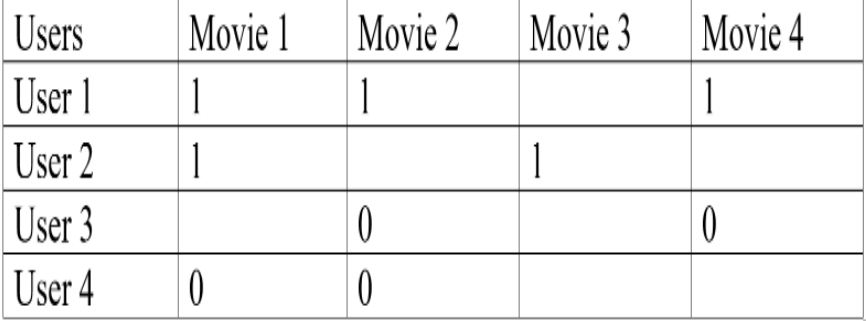 Users Movie 1 Movie 2 Movie 3 Movie 4
User 1 1 1 1
User 2 1 1
User 3 0 0
User 4 0 0